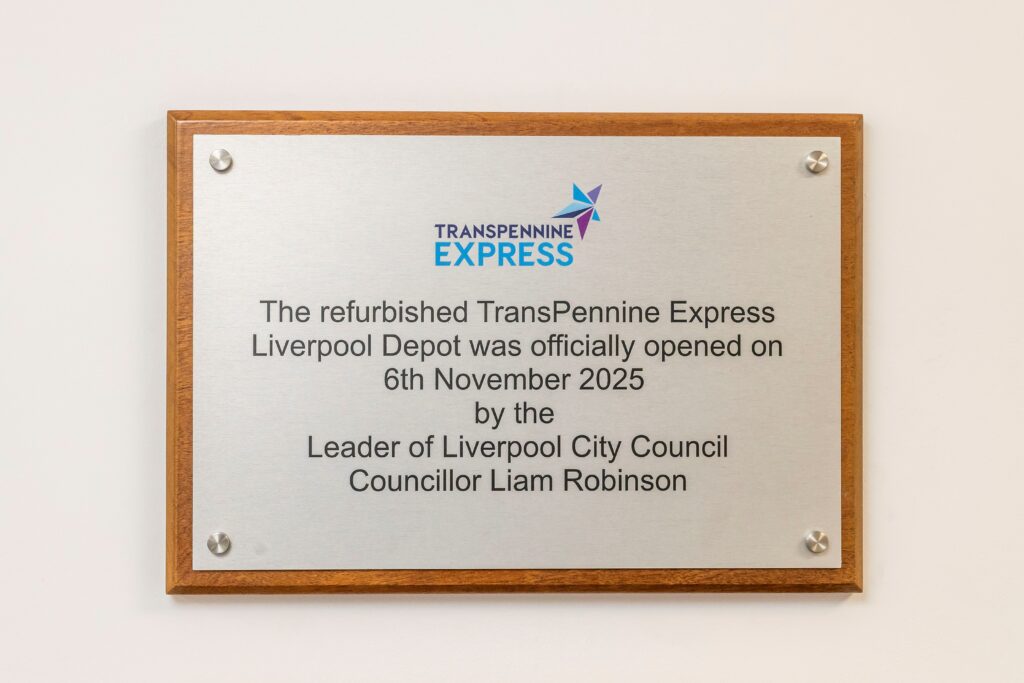 TRANSPENNINE
EXPRESS
The refurbished TransPennine Express
Liverpool Depot was officially opened on
6th November 2025
by the
Leader of Liverpool City Council
Councillor Liam Robinson